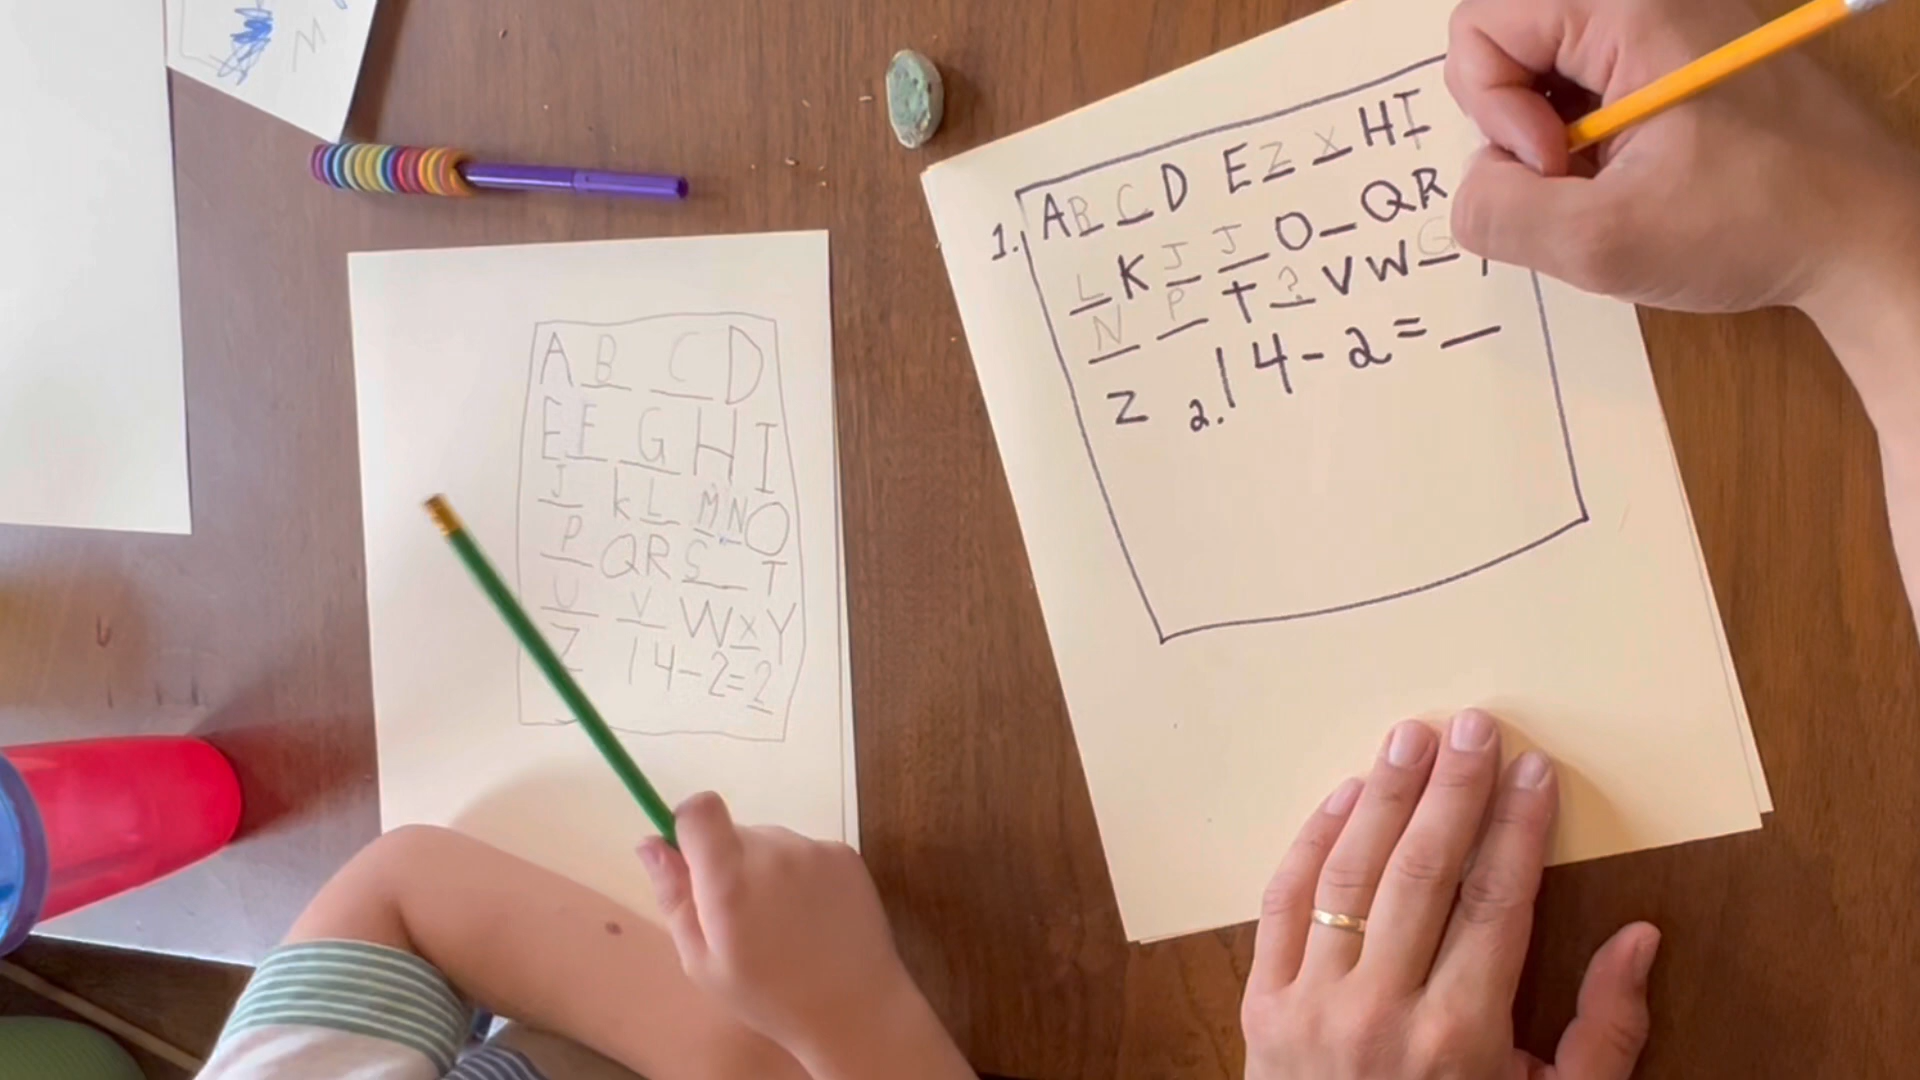 M
A B C D
E F G H I
J K L M N O
P Q R S _ T
U V W X Y
Z 14-2=2
1. A B C D E Z X H I
L K J J O _ Q R
N P T ? V W G
Z 2. 14-2=_